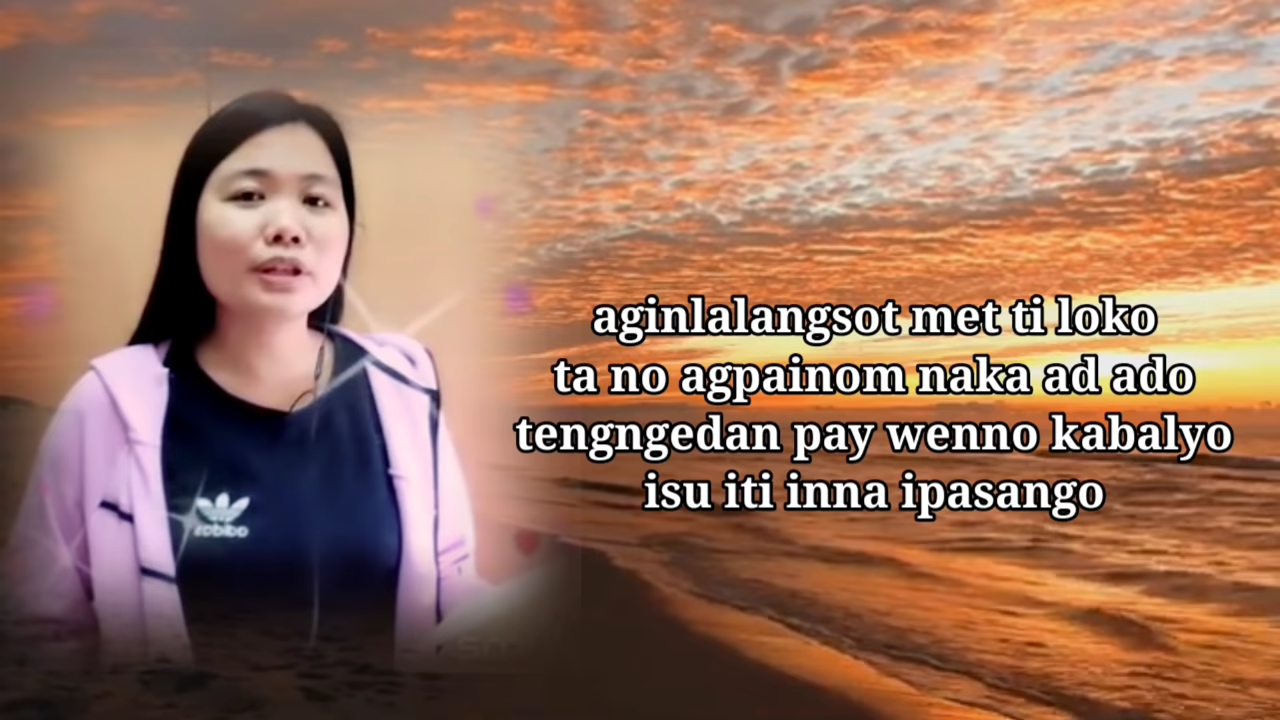 aginlalangsot met ti loko
ta no agpainom naka ad ado
tengngedan pay wenno kabalyo
isu iti inna ipasango